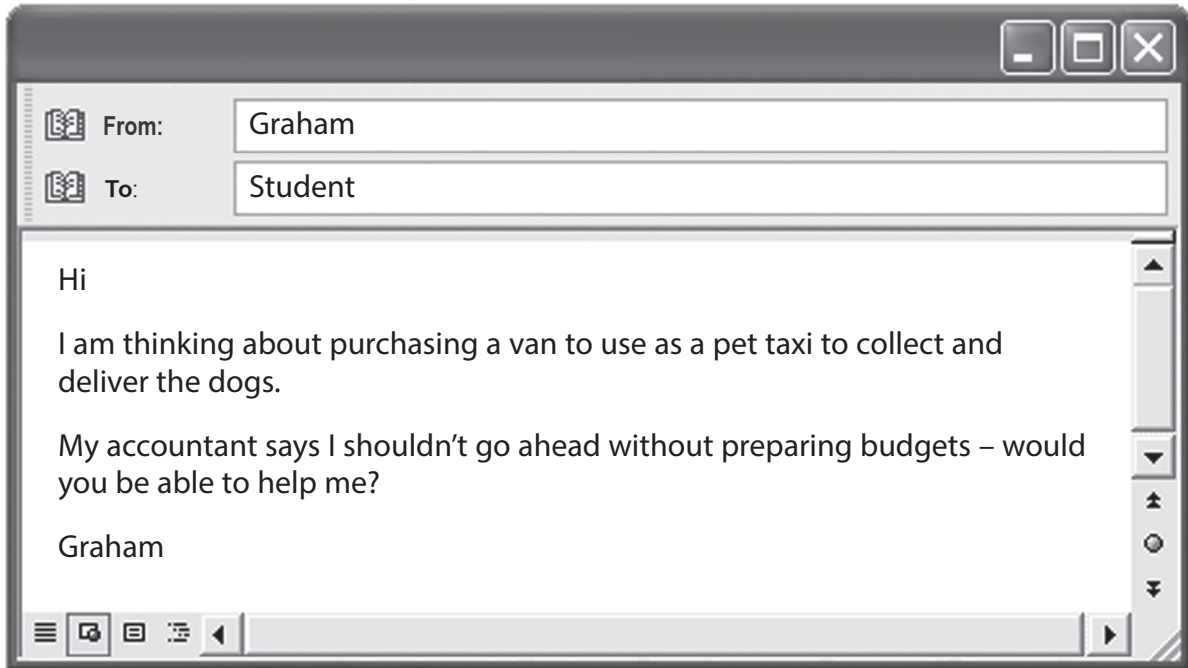 From: Graham
To: Student
Hi
I am thinking about purchasing a van to use as a pet taxi to collect and
deliver the dogs.
My accountant says I shouldn’t go ahead without preparing budgets – would
you be able to help me?
Graham